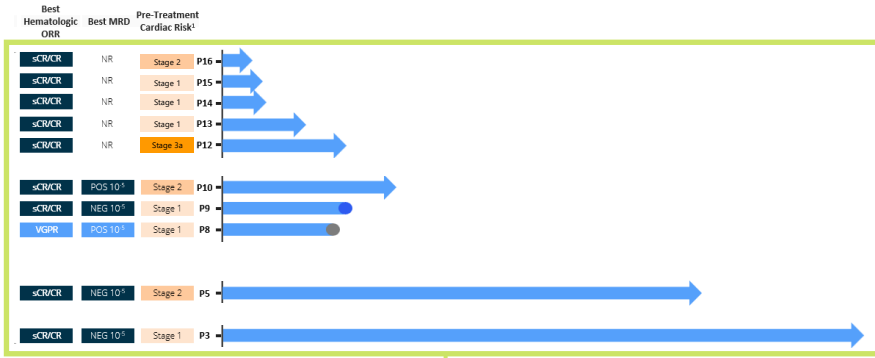 Best Hematologic ORR Best MRD Pre-Treatment Cardiac Risk¹
sCR/CR NR Stage 2 P16
sCR/CR NR Stage 1 P15
sCR/CR NR Stage 1 P14
sCR/CR NR Stage 1 P13
sCR/CR NR Stage 3a P12
sCR/CR POS 10⁻⁵ Stage 2 P10
sCR/CR NEG 10⁻⁵ Stage 1 P9
VGPR POS 10⁻⁵ Stage 1 P8
sCR/CR NEG 10⁻⁵ Stage 2 P5
sCR/CR NEG 10⁻⁵ Stage 1 P3